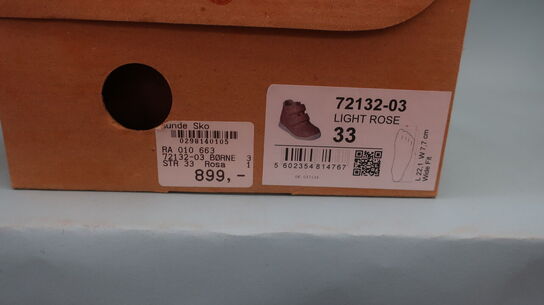 unde Sko
0298140105
RA 010 663
72132-03 BØRNE 3
STR 33 Rosa 1
899,-
72132-03
LIGHT ROSE
33
5 602354 814767
L 22,1 W 7,7 cm
Wide Fit